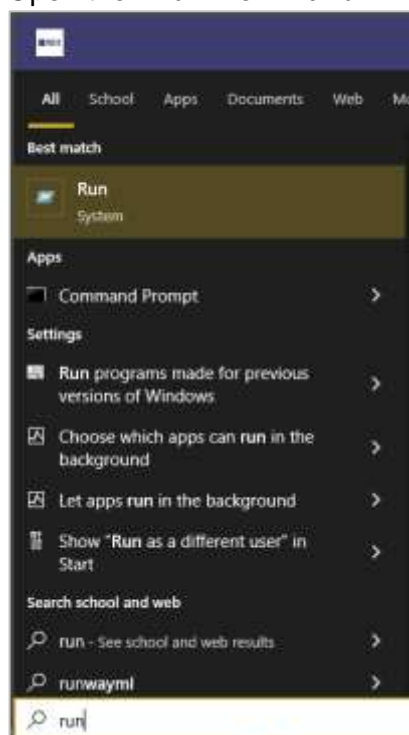 All School Apps Documents Web
Best match
Run
System
Apps
Command Prompt
Settings
Run programs made for previous
versions of Windows
Choose which apps can run in the
background
Let apps run in the background
Show "Run as a different user" in
Start
Search school and web
run - See school and web results
runwayml
run